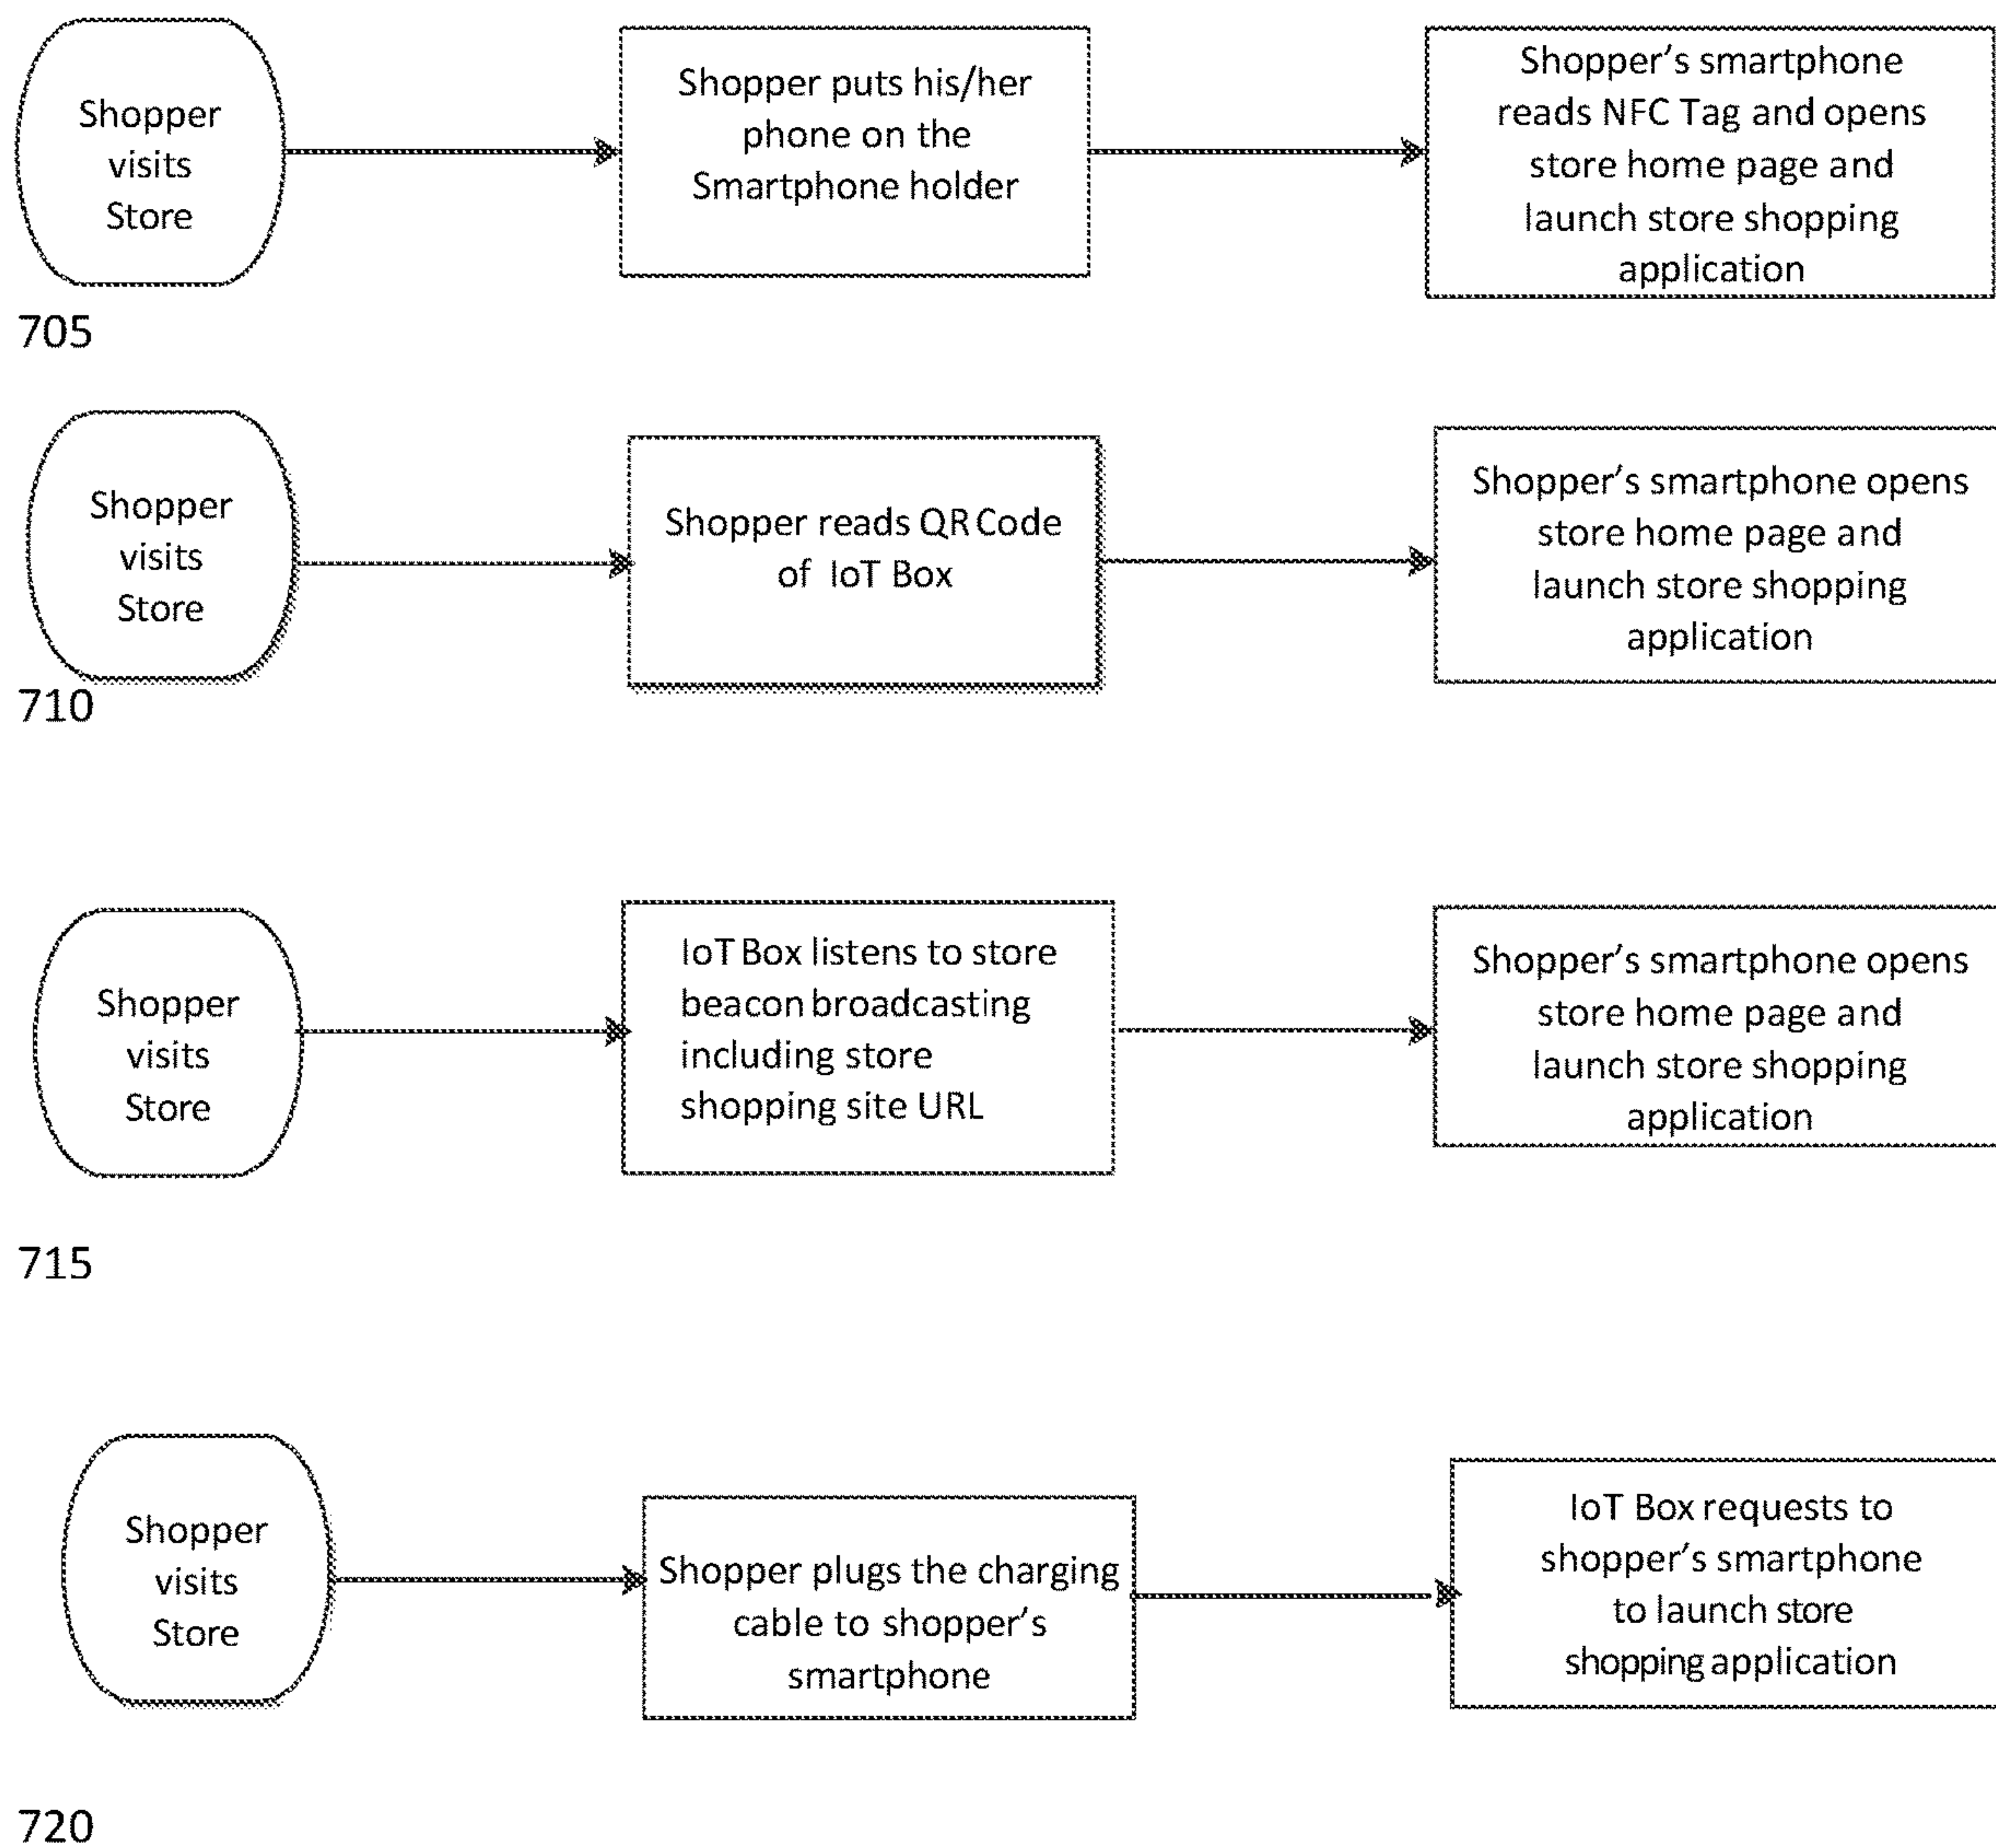 Shopper
visits
Store
Shopper puts his/her
phone on the
Smartphone holder
Shopper's smartphone
reads NFC Tag and opens
store home page and
launch store shopping
application
705
Shopper
visits
Store
Shopper reads QR Code
of IoT Box
Shopper's smartphone opens
store home page and
launch store shopping
application
710
Shopper
visits
Store
IoT Box listens to store
beacon broadcasting
including store
shopping site URL
Shopper's smartphone opens
store home page and
launch store shopping
application
715
Shopper
visits
Store
Shopper plugs the charging
cable to shopper's
smartphone
IoT Box requests to
shopper's smartphone
to launch store
shopping application
720